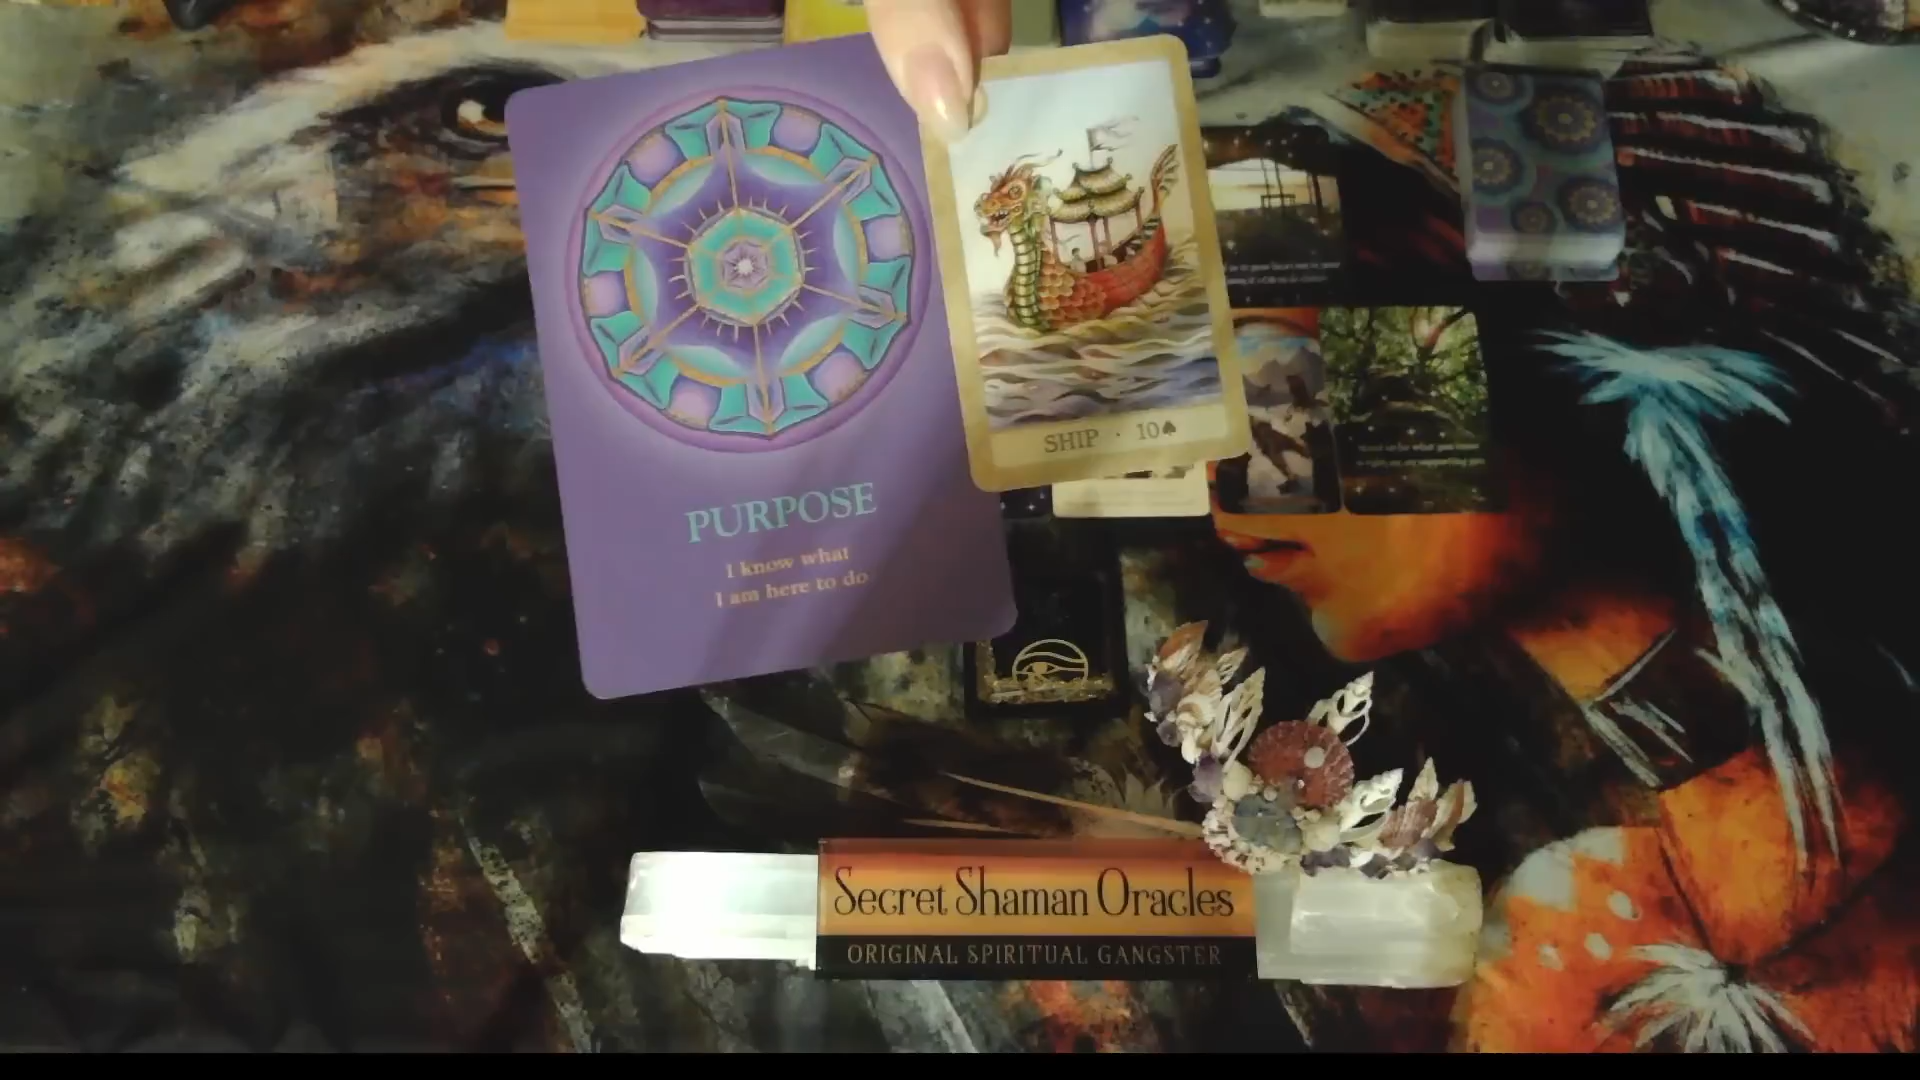 PURPOSE
I know what
I am here to do
SHIP · 10♠
Secret Shaman Oracles
ORIGINAL SPIRITUAL GANGSTER